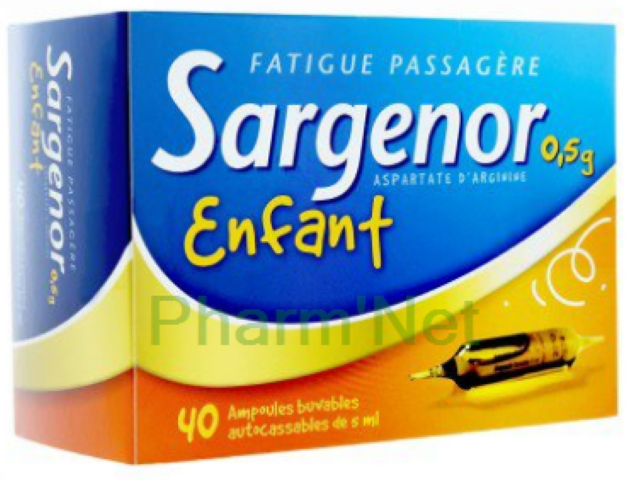 FATIGUE PASSAGÈRE
Sargenor 0,5g
ASPARTATE D'ARGININE
Enfant
Pharm'Net
40 Ampoules buvables
autocassables de 5 ml
FATIGUE PASSAGÈRE
Sargenor 0,5g
Enfant
40